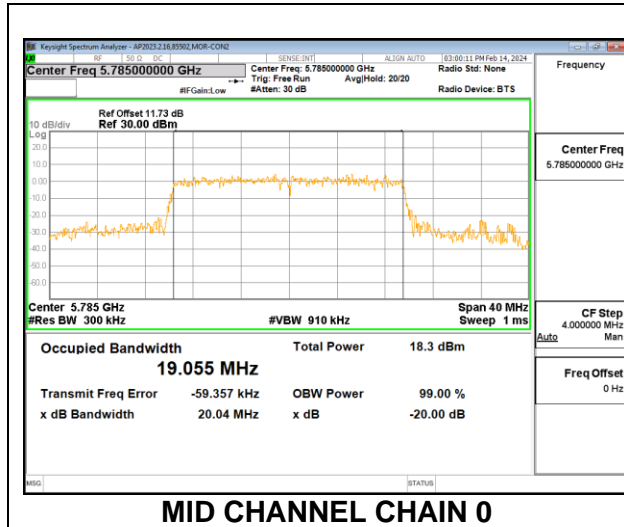 Keysight Spectrum Analyzer - AP2023.2.16,85502,MOR-CON2
RF 50 Ω DC SENSE:INT ALIGN AUTO 03:00:11 PM Feb 14, 2024
Center Freq 5.785000000 GHz Center Freq: 5.785000000 GHz Radio Std: None Frequency
Trig: Free Run Avg|Hold: 20/20
#IFGain:Low #Atten: 30 dB Radio Device: BTS
Ref Offset 11.73 dB
10 dB/div Ref 30.00 dBm
Log
20.0
10.0
0.00
-10.0
-20.0
-30.0
-40.0
-50.0
-60.0
Center Freq
5.785000000 GHz
Center 5.785 GHz Span 40 MHz
#Res BW 300 kHz #VBW 910 kHz Sweep 1 ms
CF Step
4.000000 MHz
Auto Man
Freq Offset
0 Hz
Occupied Bandwidth Total Power 18.3 dBm
19.055 MHz
Transmit Freq Error -59.357 kHz OBW Power 99.00 %
x dB Bandwidth 20.04 MHz x dB -20.00 dB
MSG STATUS
MID CHANNEL CHAIN 0